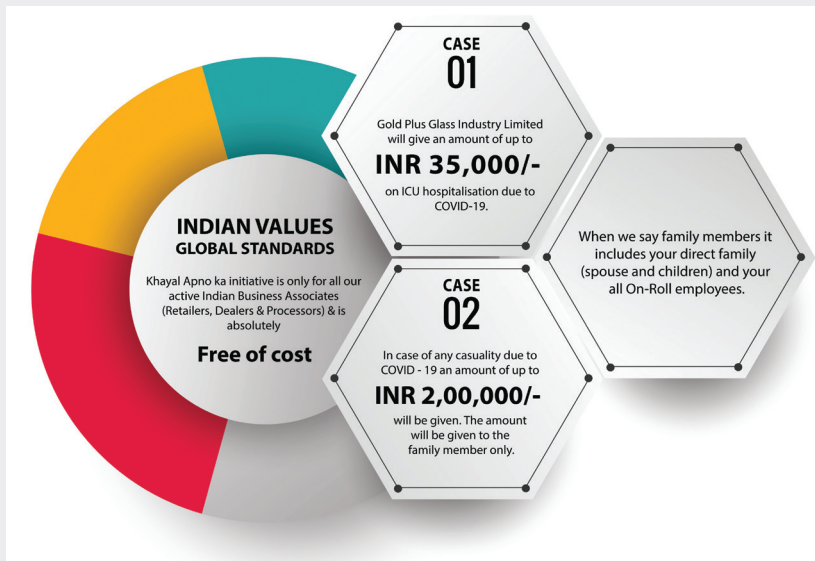 INDIAN VALUES
GLOBAL STANDARDS
Khayal Apno ka initiative is only for all our
active Indian Business Associates
(Retailers, Dealers & Processors) & is
absolutely
Free of cost
CASE
01
Gold Plus Glass Industry Limited
will give an amount of up to
INR 35,000/-
on ICU hospitalisation due to
COVID-19.
CASE
02
In case of any casuality due to
COVID - 19 an amount of up to
INR 2,00,000/-
will be given. The amount
will be given to the
family member only.
When we say family members it
includes your direct family
(spouse and children) and your
all On-Roll employees.